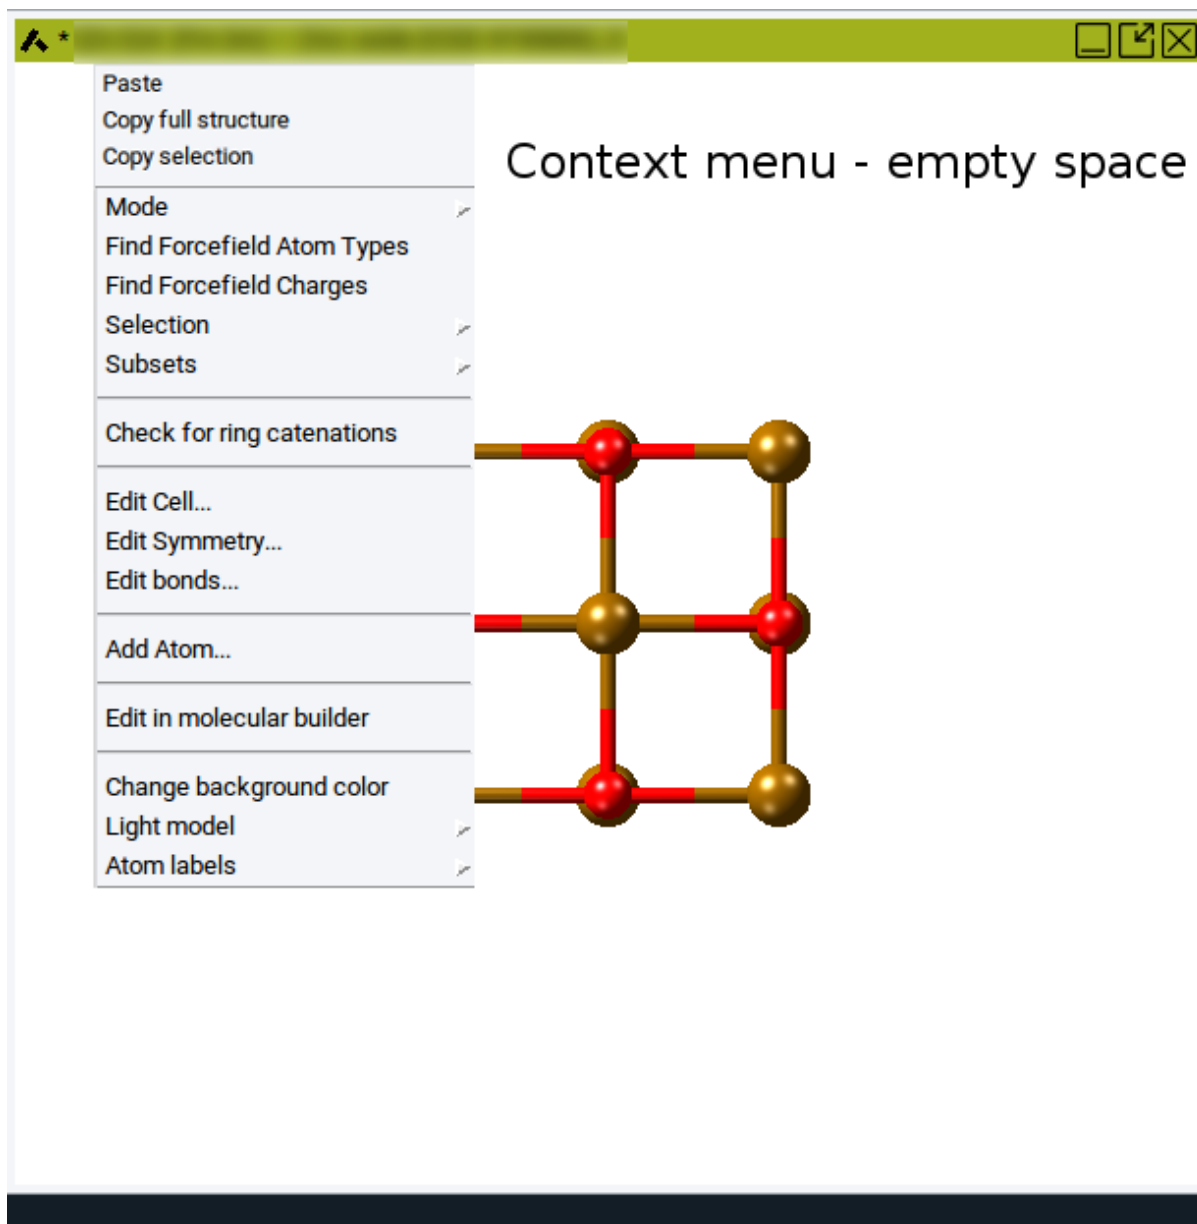 *
Paste
Copy full structure
Copy selection
Context menu - empty space
Mode
Find Forcefield Atom Types
Find Forcefield Charges
Selection
Subsets
Check for ring catenations
Edit Cell...
Edit Symmetry...
Edit bonds...
Add Atom...
Edit in molecular builder
Change background color
Light model
Atom labels